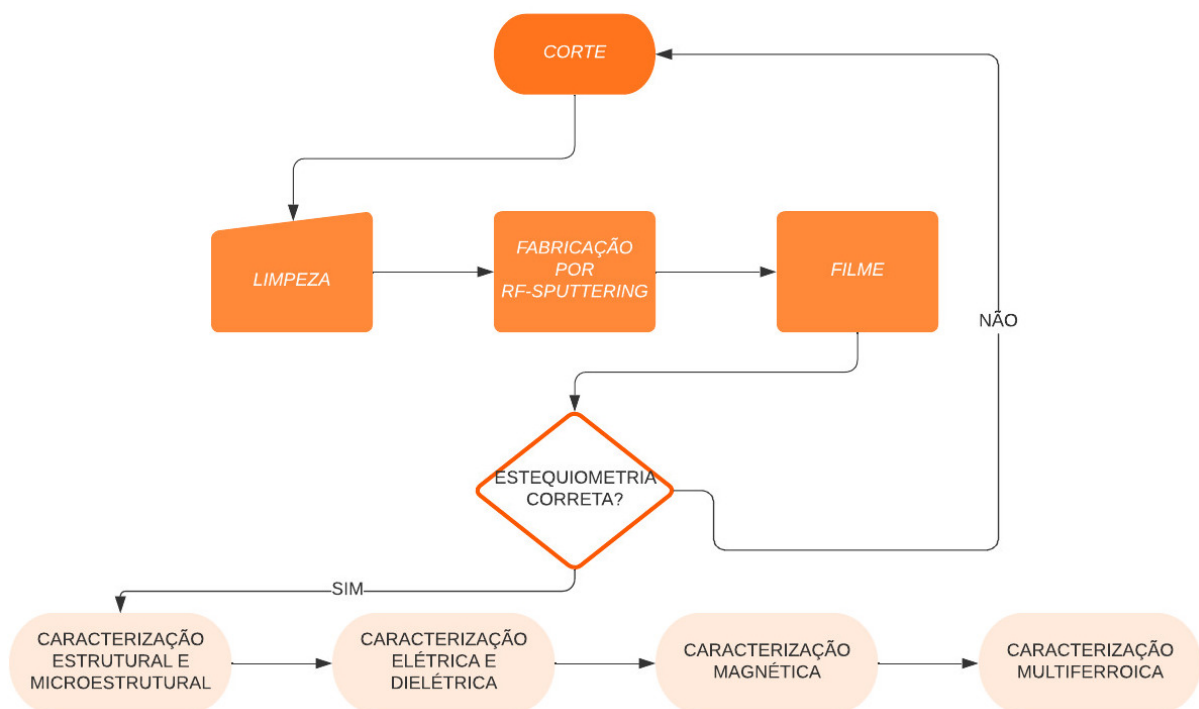 CORTE
LIMPEZA
FABRICAÇÃO
POR
RF-SPUTTERING
FILME
NÃO
ESTEQUIOMETRIA
CORRETA?
SIM
CARACTERIZAÇÃO
ESTRUTURAL E
MICROESTRUTURAL
CARACTERIZAÇÃO
ELÉTRICA E
DIELÉTRICA
CARACTERIZAÇÃO
MAGNÉTICA
CARACTERIZAÇÃO
MULTIFERROICA